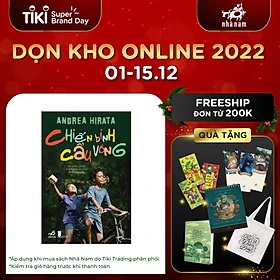 TIKI Super Brand Day
nhã nam
DỌN KHO ONLINE 2022
01-15.12
FREESHIP
ĐƠN TỪ 200K
QUÀ TẶNG
ANDREA HIRATA
Chiến binh
cầu vồng
*Áp dụng khi mua sách Nhã Nam do Tiki Trading phân phối
*Kiểm tra giỏ hàng trước khi thanh toán